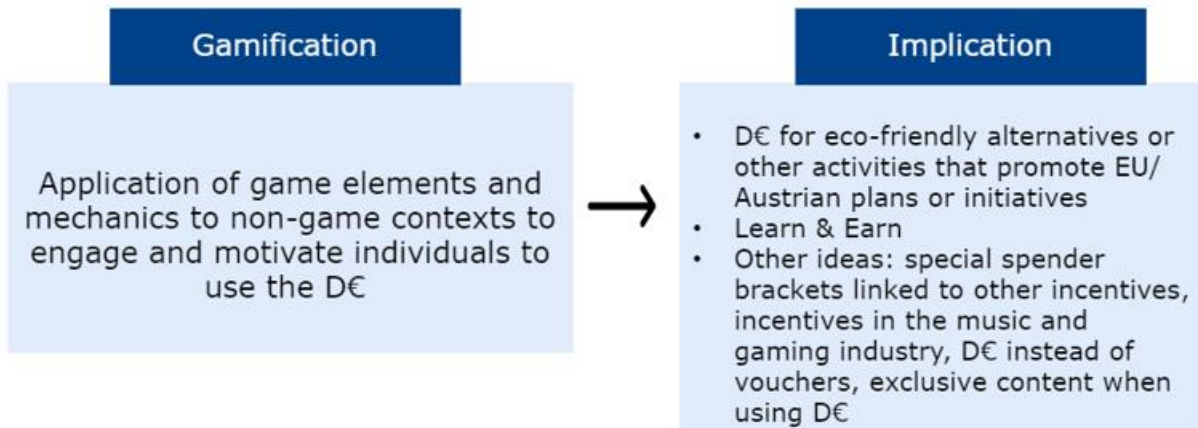 Gamification
Application of game elements and
mechanics to non-game contexts to
engage and motivate individuals to
use the D€
Implication
• D€ for eco-friendly alternatives or
other activities that promote EU/
Austrian plans or initiatives
• Learn & Earn
• Other ideas: special spender
brackets linked to other incentives,
incentives in the music and
gaming industry, D€ instead of
vouchers, exclusive content when
using D€